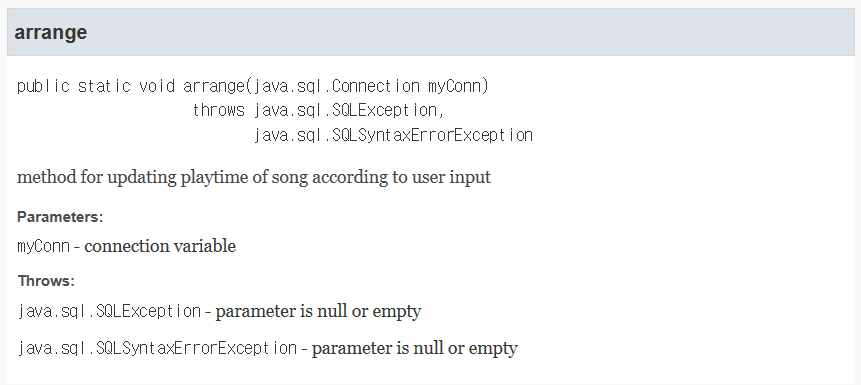 arrange
public static void arrange(java.sql.Connection myConn)
throws java.sql.SQLException,
java.sql.SQLSyntaxErrorException
method for updating playtime of song according to user input
Parameters:
myConn - connection variable
Throws:
java.sql.SQLException - parameter is null or empty
java.sql.SQLSyntaxErrorException - parameter is null or empty